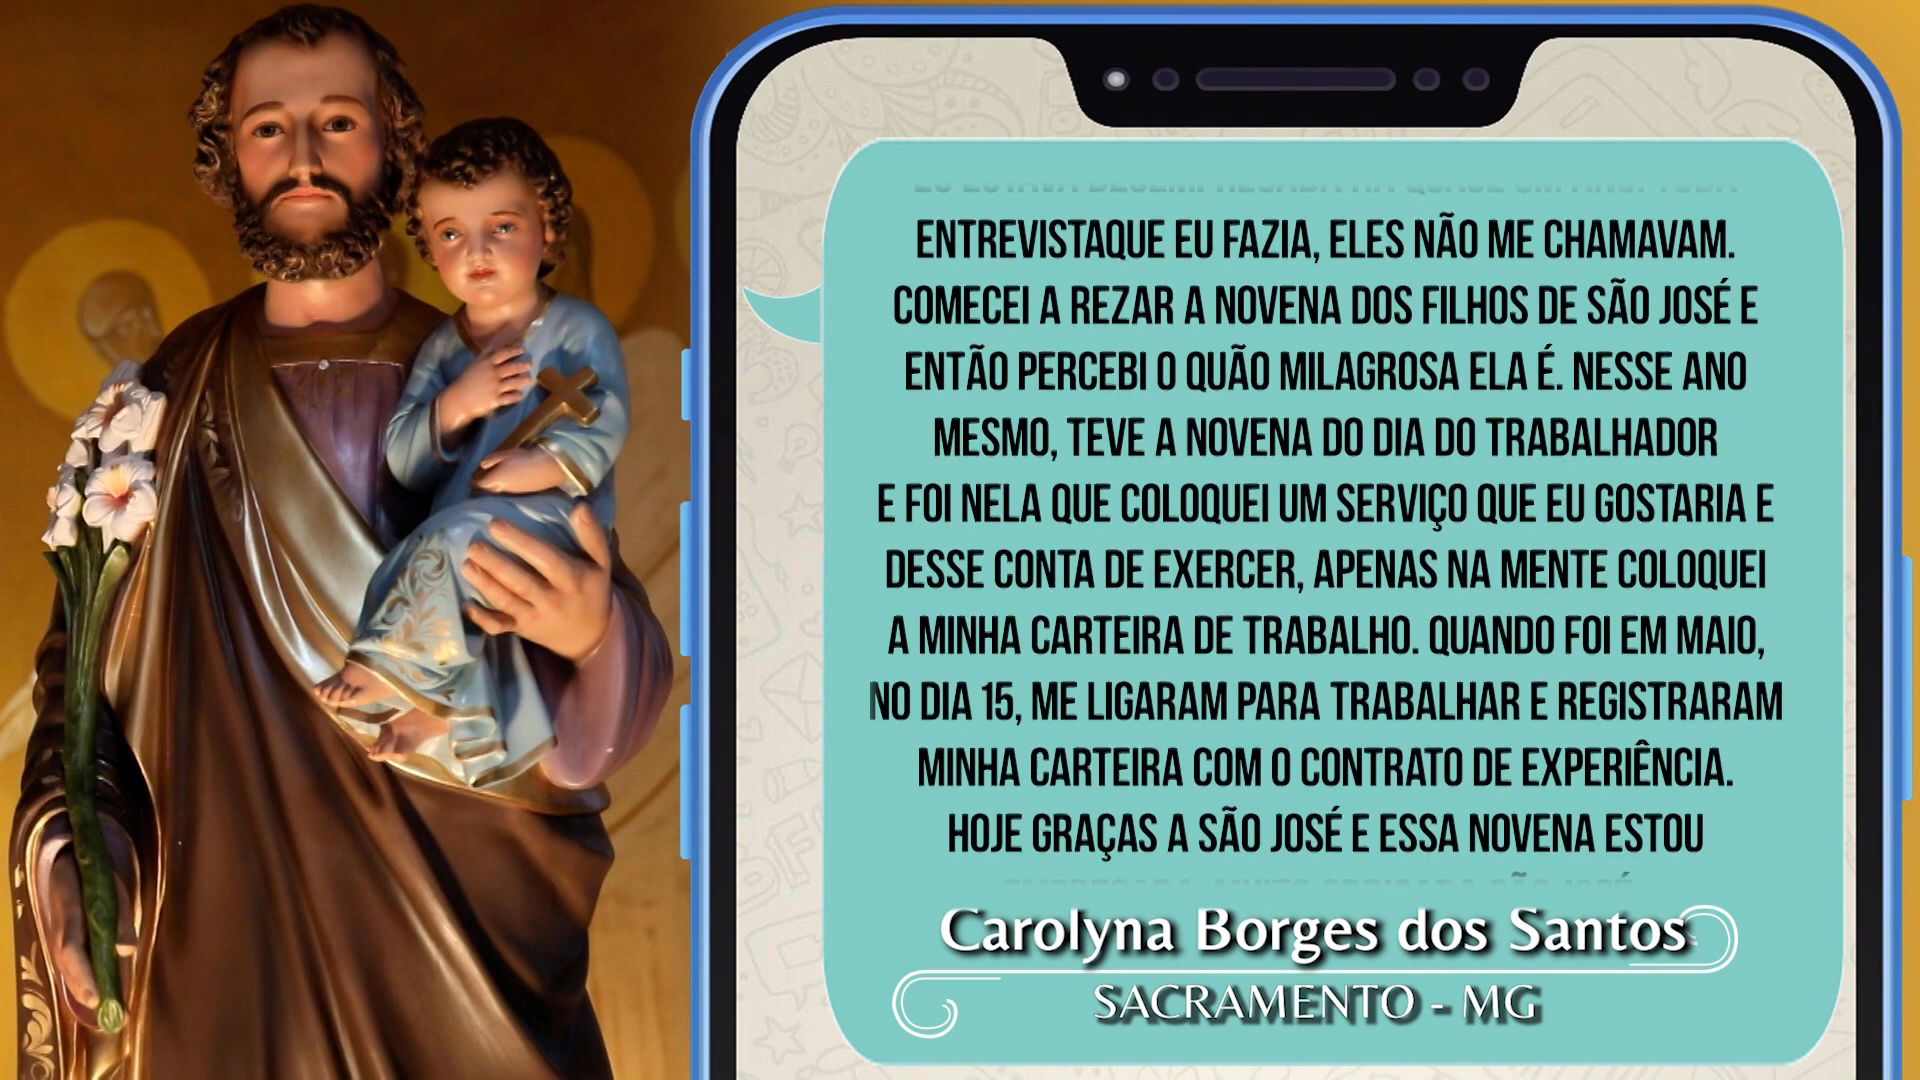 ENTREVISTAQUE EU FAZIA, ELES NÃO ME CHAMAVAM.
COMECEI A REZAR A NOVENA DOS FILHOS DE SÃO JOSÉ E
ENTÃO PERCEBI O QUÃO MILAGROSA ELA É. NESSE ANO
MESMO, TEVE A NOVENA DO DIA DO TRABALHADOR
E FOI NELA QUE COLOQUEI UM SERVIÇO QUE EU GOSTARIA E
DESSE CONTA DE EXERCER, APENAS NA MENTE COLOQUEI
A MINHA CARTEIRA DE TRABALHO. QUANDO FOI EM MAIO,
NO DIA 15, ME LIGARAM PARA TRABALHAR E REGISTRARAM
MINHA CARTEIRA COM O CONTRATO DE EXPERIÊNCIA.
HOJE GRAÇAS A SÃO JOSÉ E ESSA NOVENA ESTOU
Carolyna Borges dos Santos
SACRAMENTO - MG